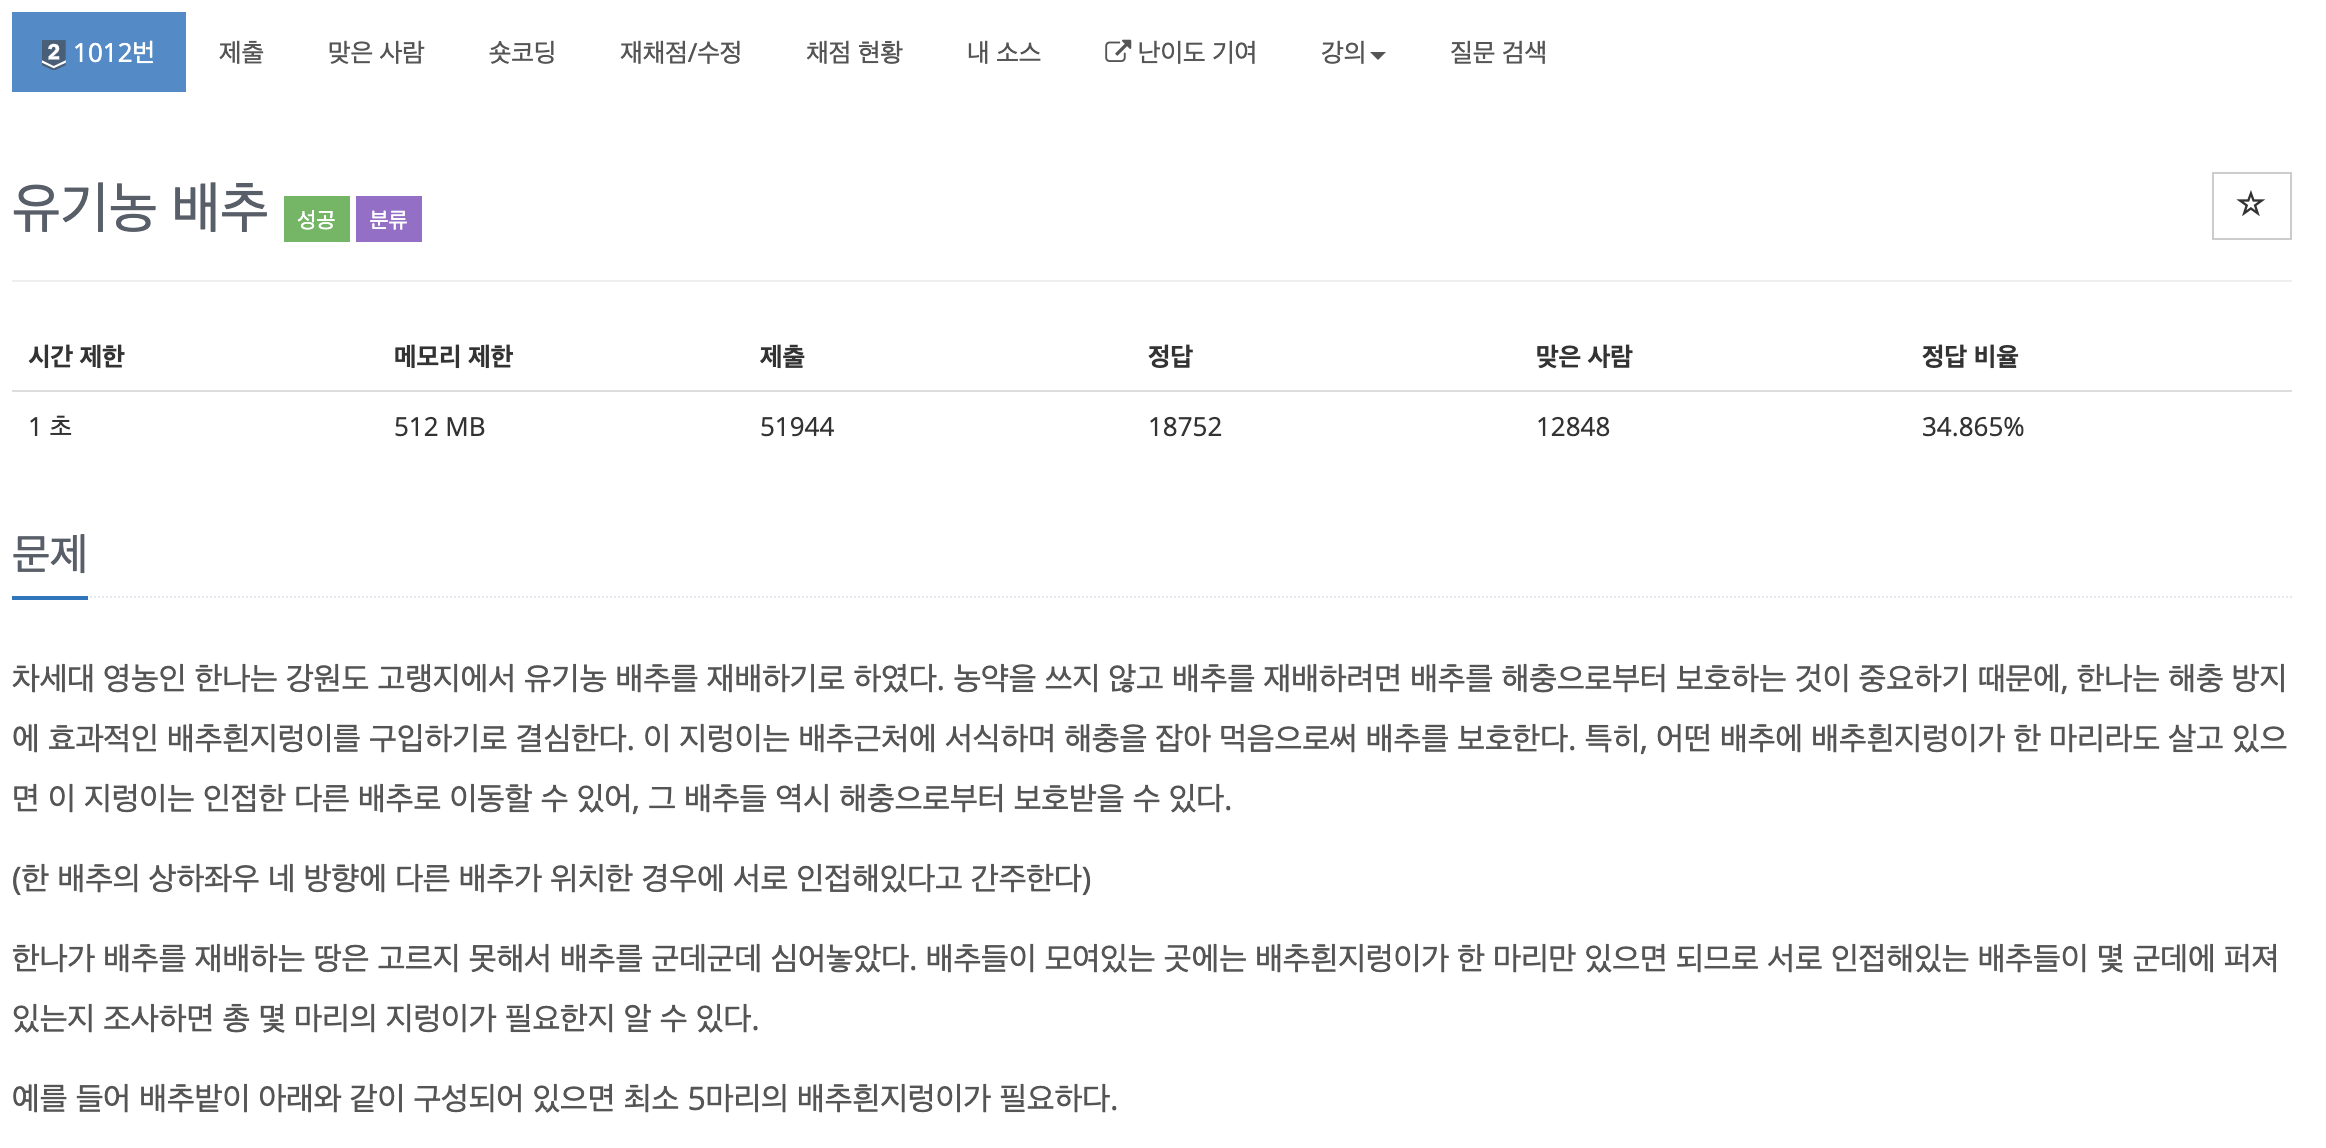 2 1012번 제출 맞은 사람 숏코딩 재채점/수정 채점 현황 내 소스 난이도 기여 강의 질문 검색
유기농 배추 성공 분류
시간 제한 메모리 제한 제출 정답 맞은 사람 정답 비율
1 초 512 MB 51944 18752 12848 34.865%
문제
차세대 영농인 한나는 강원도 고랭지에서 유기농 배추를 재배하기로 하였다. 농약을 쓰지 않고 배추를 재배하려면 배추를 해충으로부터 보호하는 것이 중요하기 때문에, 한나는 해충 방지
에 효과적인 배추흰지렁이를 구입하기로 결심한다. 이 지렁이는 배추근처에 서식하며 해충을 잡아 먹음으로써 배추를 보호한다. 특히, 어떤 배추에 배추흰지렁이가 한 마리라도 살고 있으
면 이 지렁이는 인접한 다른 배추로 이동할 수 있어, 그 배추들 역시 해충으로부터 보호받을 수 있다.
(한 배추의 상하좌우 네 방향에 다른 배추가 위치한 경우에 서로 인접해있다고 간주한다)
한나가 배추를 재배하는 땅은 고르지 못해서 배추를 군데군데 심어놓았다. 배추들이 모여있는 곳에는 배추흰지렁이가 한 마리만 있으면 되므로 서로 인접해있는 배추들이 몇 군데에 퍼져
있는지 조사하면 총 몇 마리의 지렁이가 필요한지 알 수 있다.
예를 들어 배추밭이 아래와 같이 구성되어 있으면 최소 5마리의 배추흰지렁이가 필요하다.